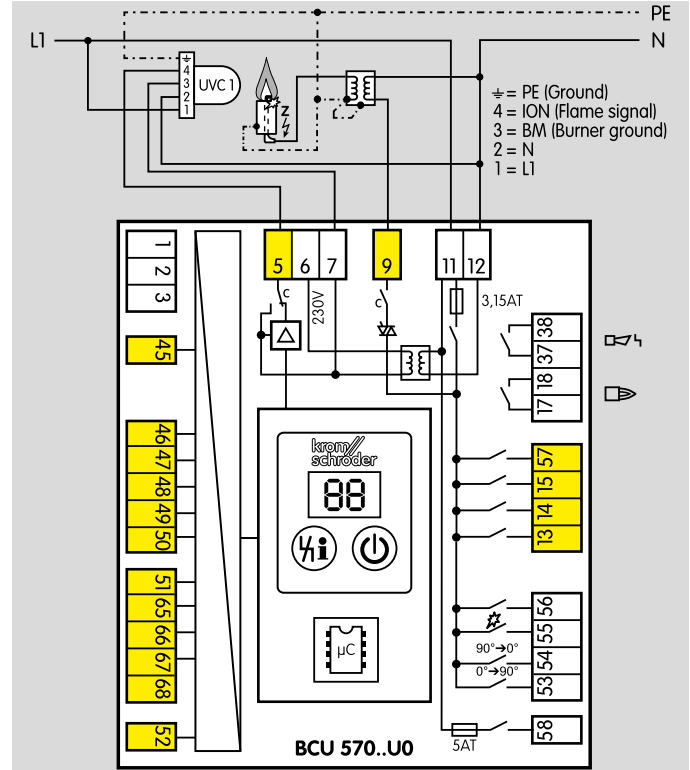 PE
L1
N
4
3
2
1
UVC 1
Z
⏚ = PE (Ground)
4 = ION (Flame signal)
3 = BM (Burner ground)
2 = N
1 = L1
5 6 7
9
11 12
c
230V
c
3,15AT
1
2
3
45
46
47
48
49
50
51
65
66
67
68
52
38
37
18
17
57
15
14
13
56
55
54
53
58
90°→0°
0°→90°
5AT
krom
schröder
88
i
µC
BCU 570..U0